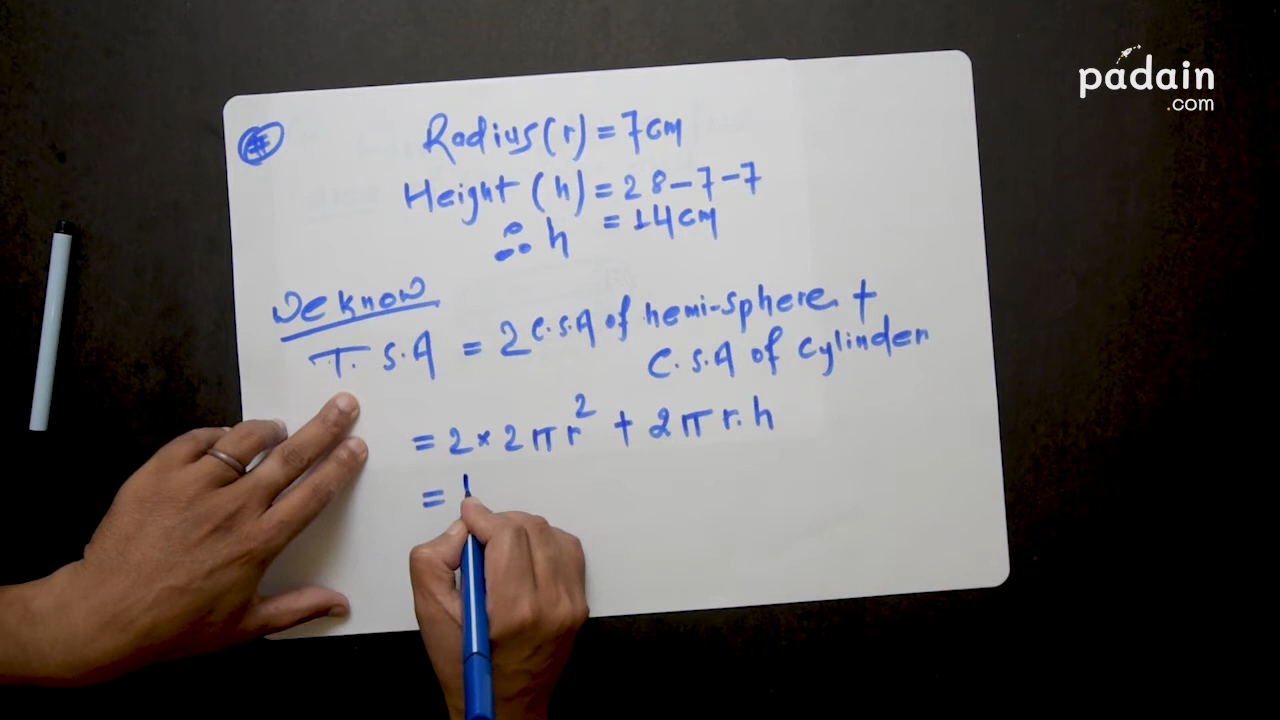 padain
.com
#
Radius(r) = 7cm
Height (h) = 28-7-7
∴ h = 14cm
We know
T. S.A = 2 C.S.A of hemi-sphere +
C.S.A of cylinder
= 2 × 2πr² + 2πr.h
=